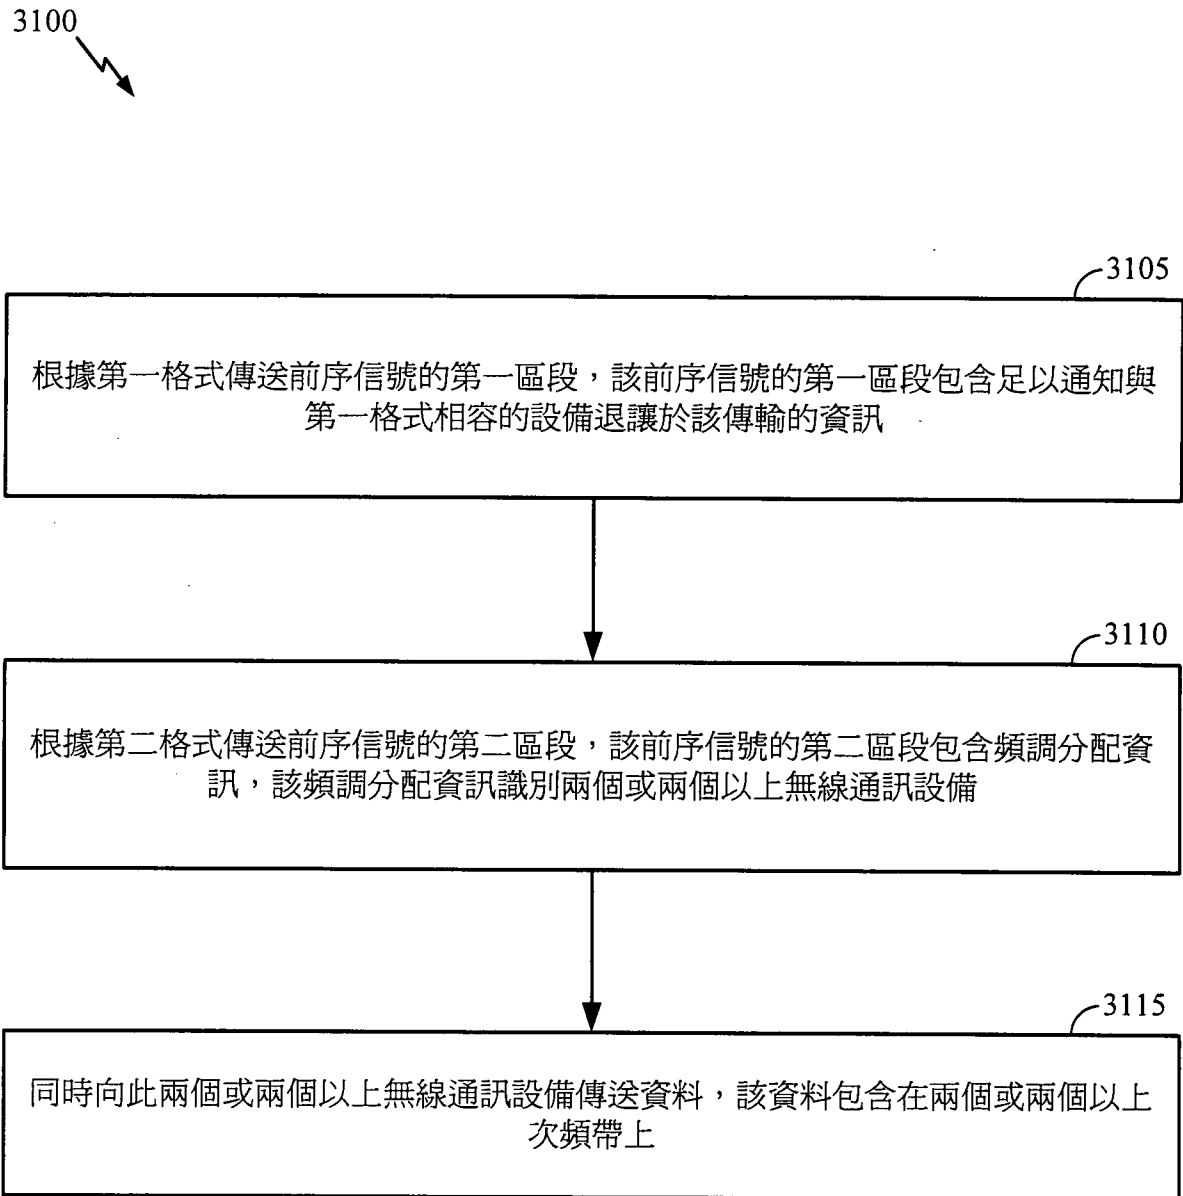 3100
3105
根據第一格式傳送前序信號的第一區段，該前序信號的第一區段包含足以通知與
第一格式相容的設備退讓於該傳輸的資訊
3110
根據第二格式傳送前序信號的第二區段，該前序信號的第二區段包含頻調分配資
訊，該頻調分配資訊識別兩個或兩個以上無線通訊設備
3115
同時向此兩個或兩個以上無線通訊設備傳送資料，該資料包含在兩個或兩個以上
次頻帶上